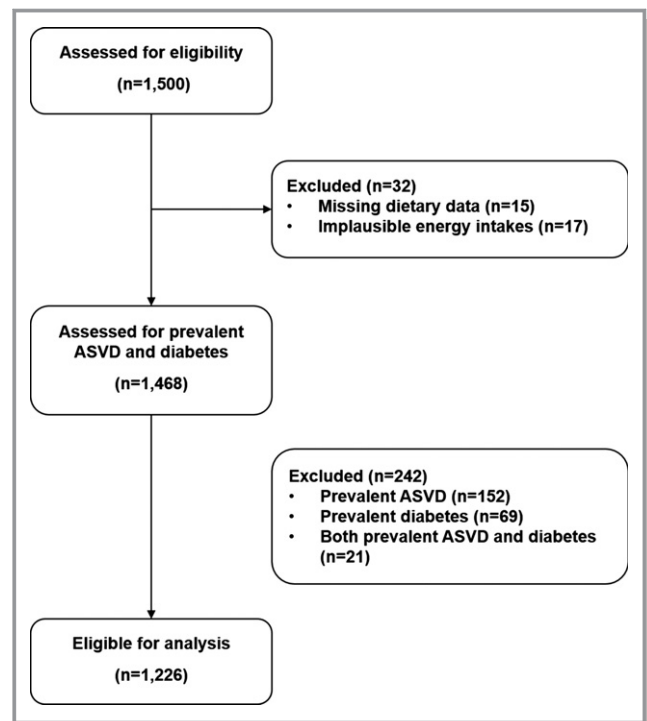 Assessed for eligibility
(n=1,500)
Excluded (n=32)
• Missing dietary data (n=15)
• Implausible energy intakes (n=17)
Assessed for prevalent
ASVD and diabetes
(n=1,468)
Excluded (n=242)
• Prevalent ASVD (n=152)
• Prevalent diabetes (n=69)
• Both prevalent ASVD and diabetes
(n=21)
Eligible for analysis
(n=1,226)